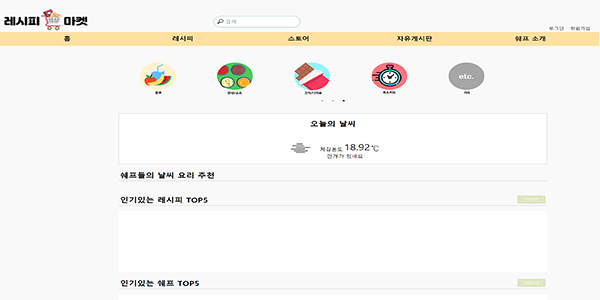 레시피 마켓
검색
로그인 회원가입
홈 레시피 스토어 자유게시판 쉐프 소개
etc.
오늘의 날씨
체감온도 18.92℃
안개가 있네요
쉐프들의 날씨 요리 추천
인기있는 레시피 TOP5
인기있는 쉐프 TOP5